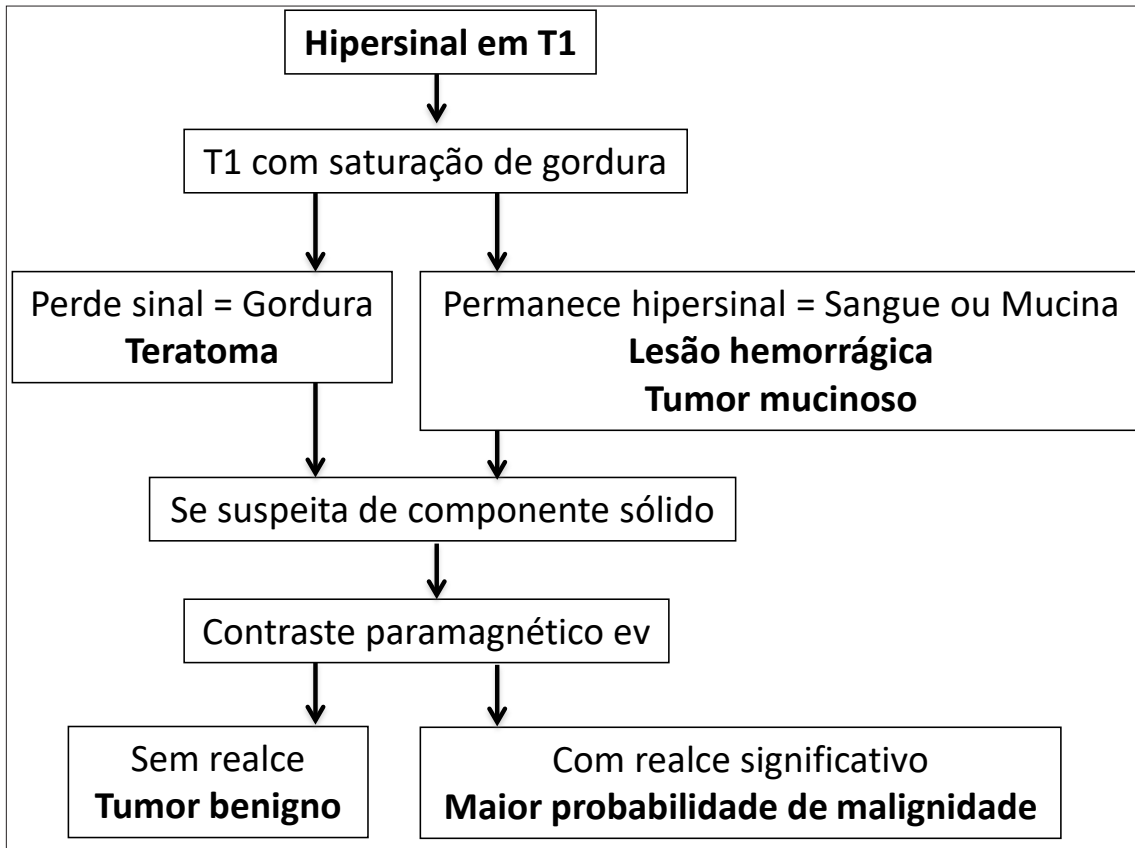 Hipersinal em T1
T1 com saturação de gordura
Perde sinal = Gordura
Teratoma
Permanece hipersinal = Sangue ou Mucina
Lesão hemorrágica
Tumor mucinoso
Se suspeita de componente sólido
Contraste paramagnético ev
Sem realce
Tumor benigno
Com realce significativo
Maior probabilidade de malignidade